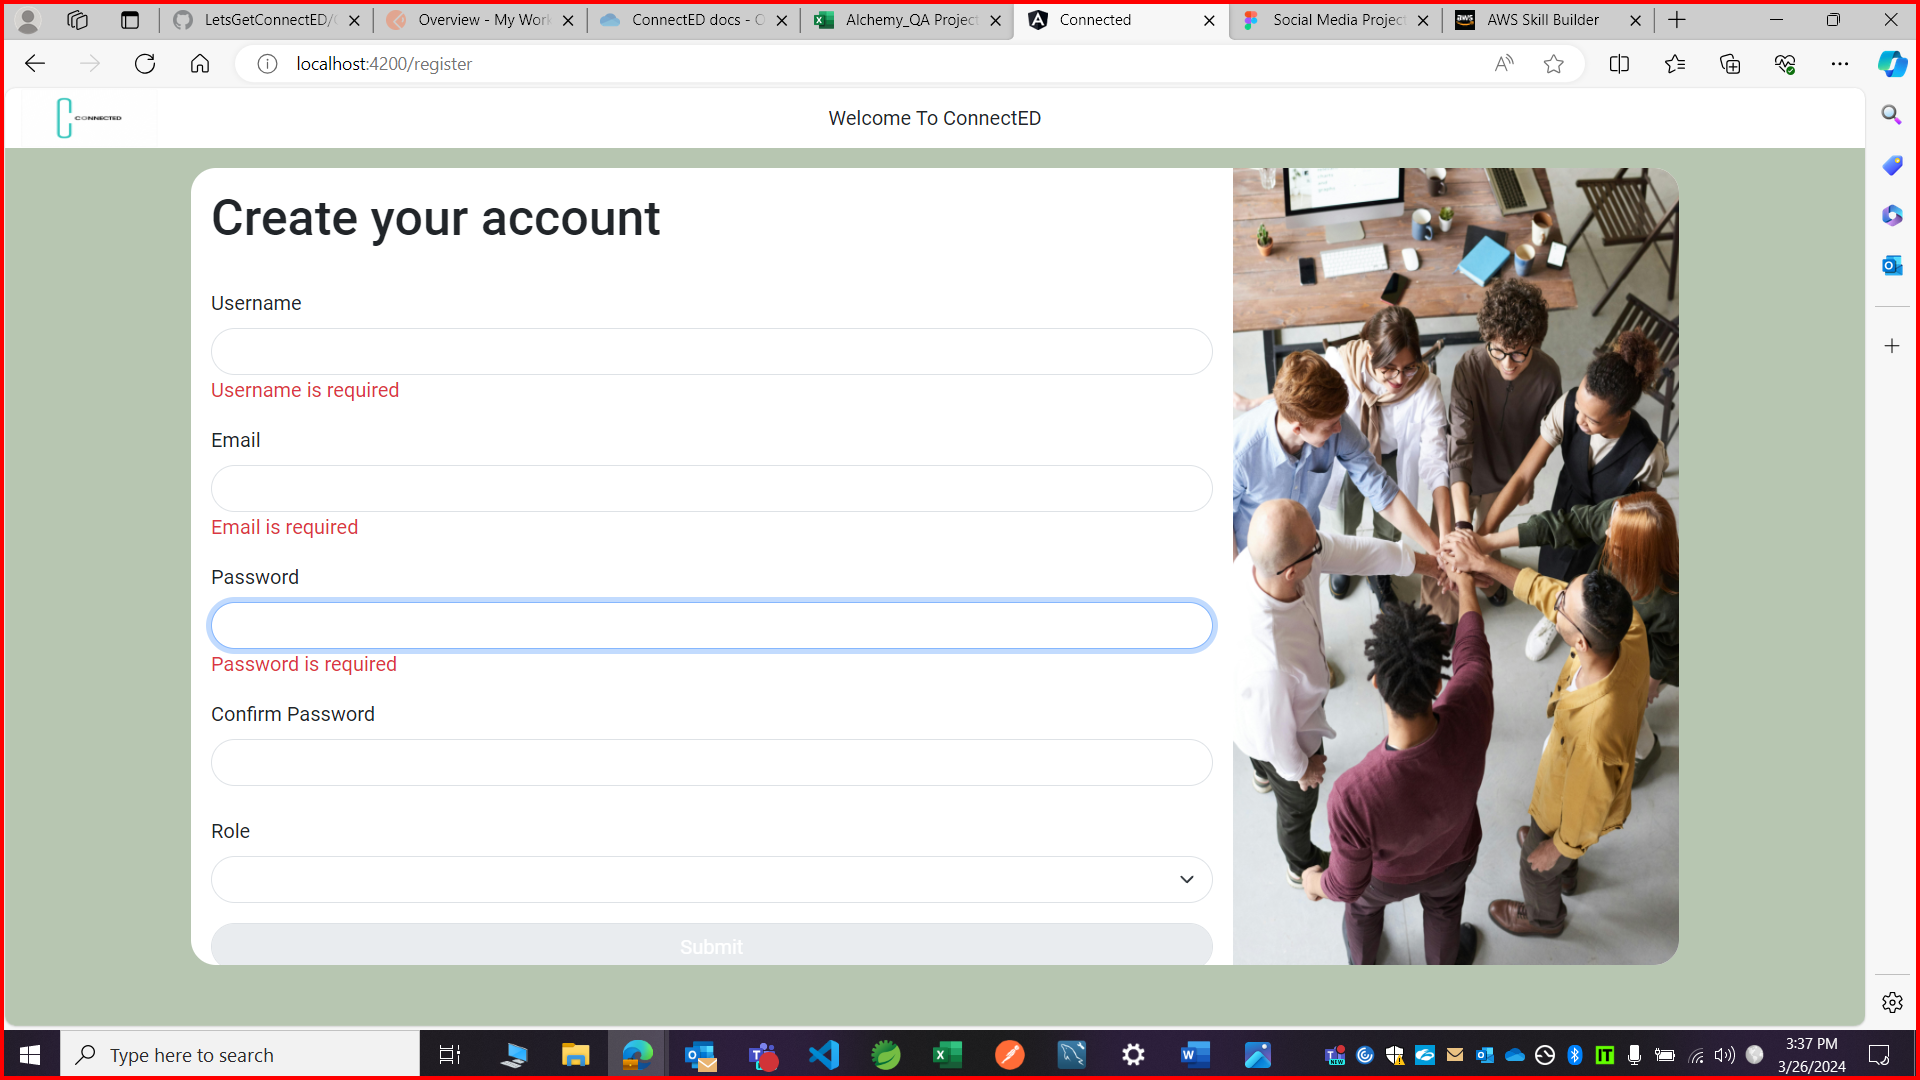 LetsGetConnectED/
Overview - My Work
ConnectED docs - O
Alchemy_QA Project
Connected
Social Media Project
AWS Skill Builder
localhost:4200/register
CONNECTED
Welcome To ConnectED
Create your account
Username
Username is required
Email
Email is required
Password
Password is required
Confirm Password
Role
Submit
Type here to search
3:37 PM
3/26/2024